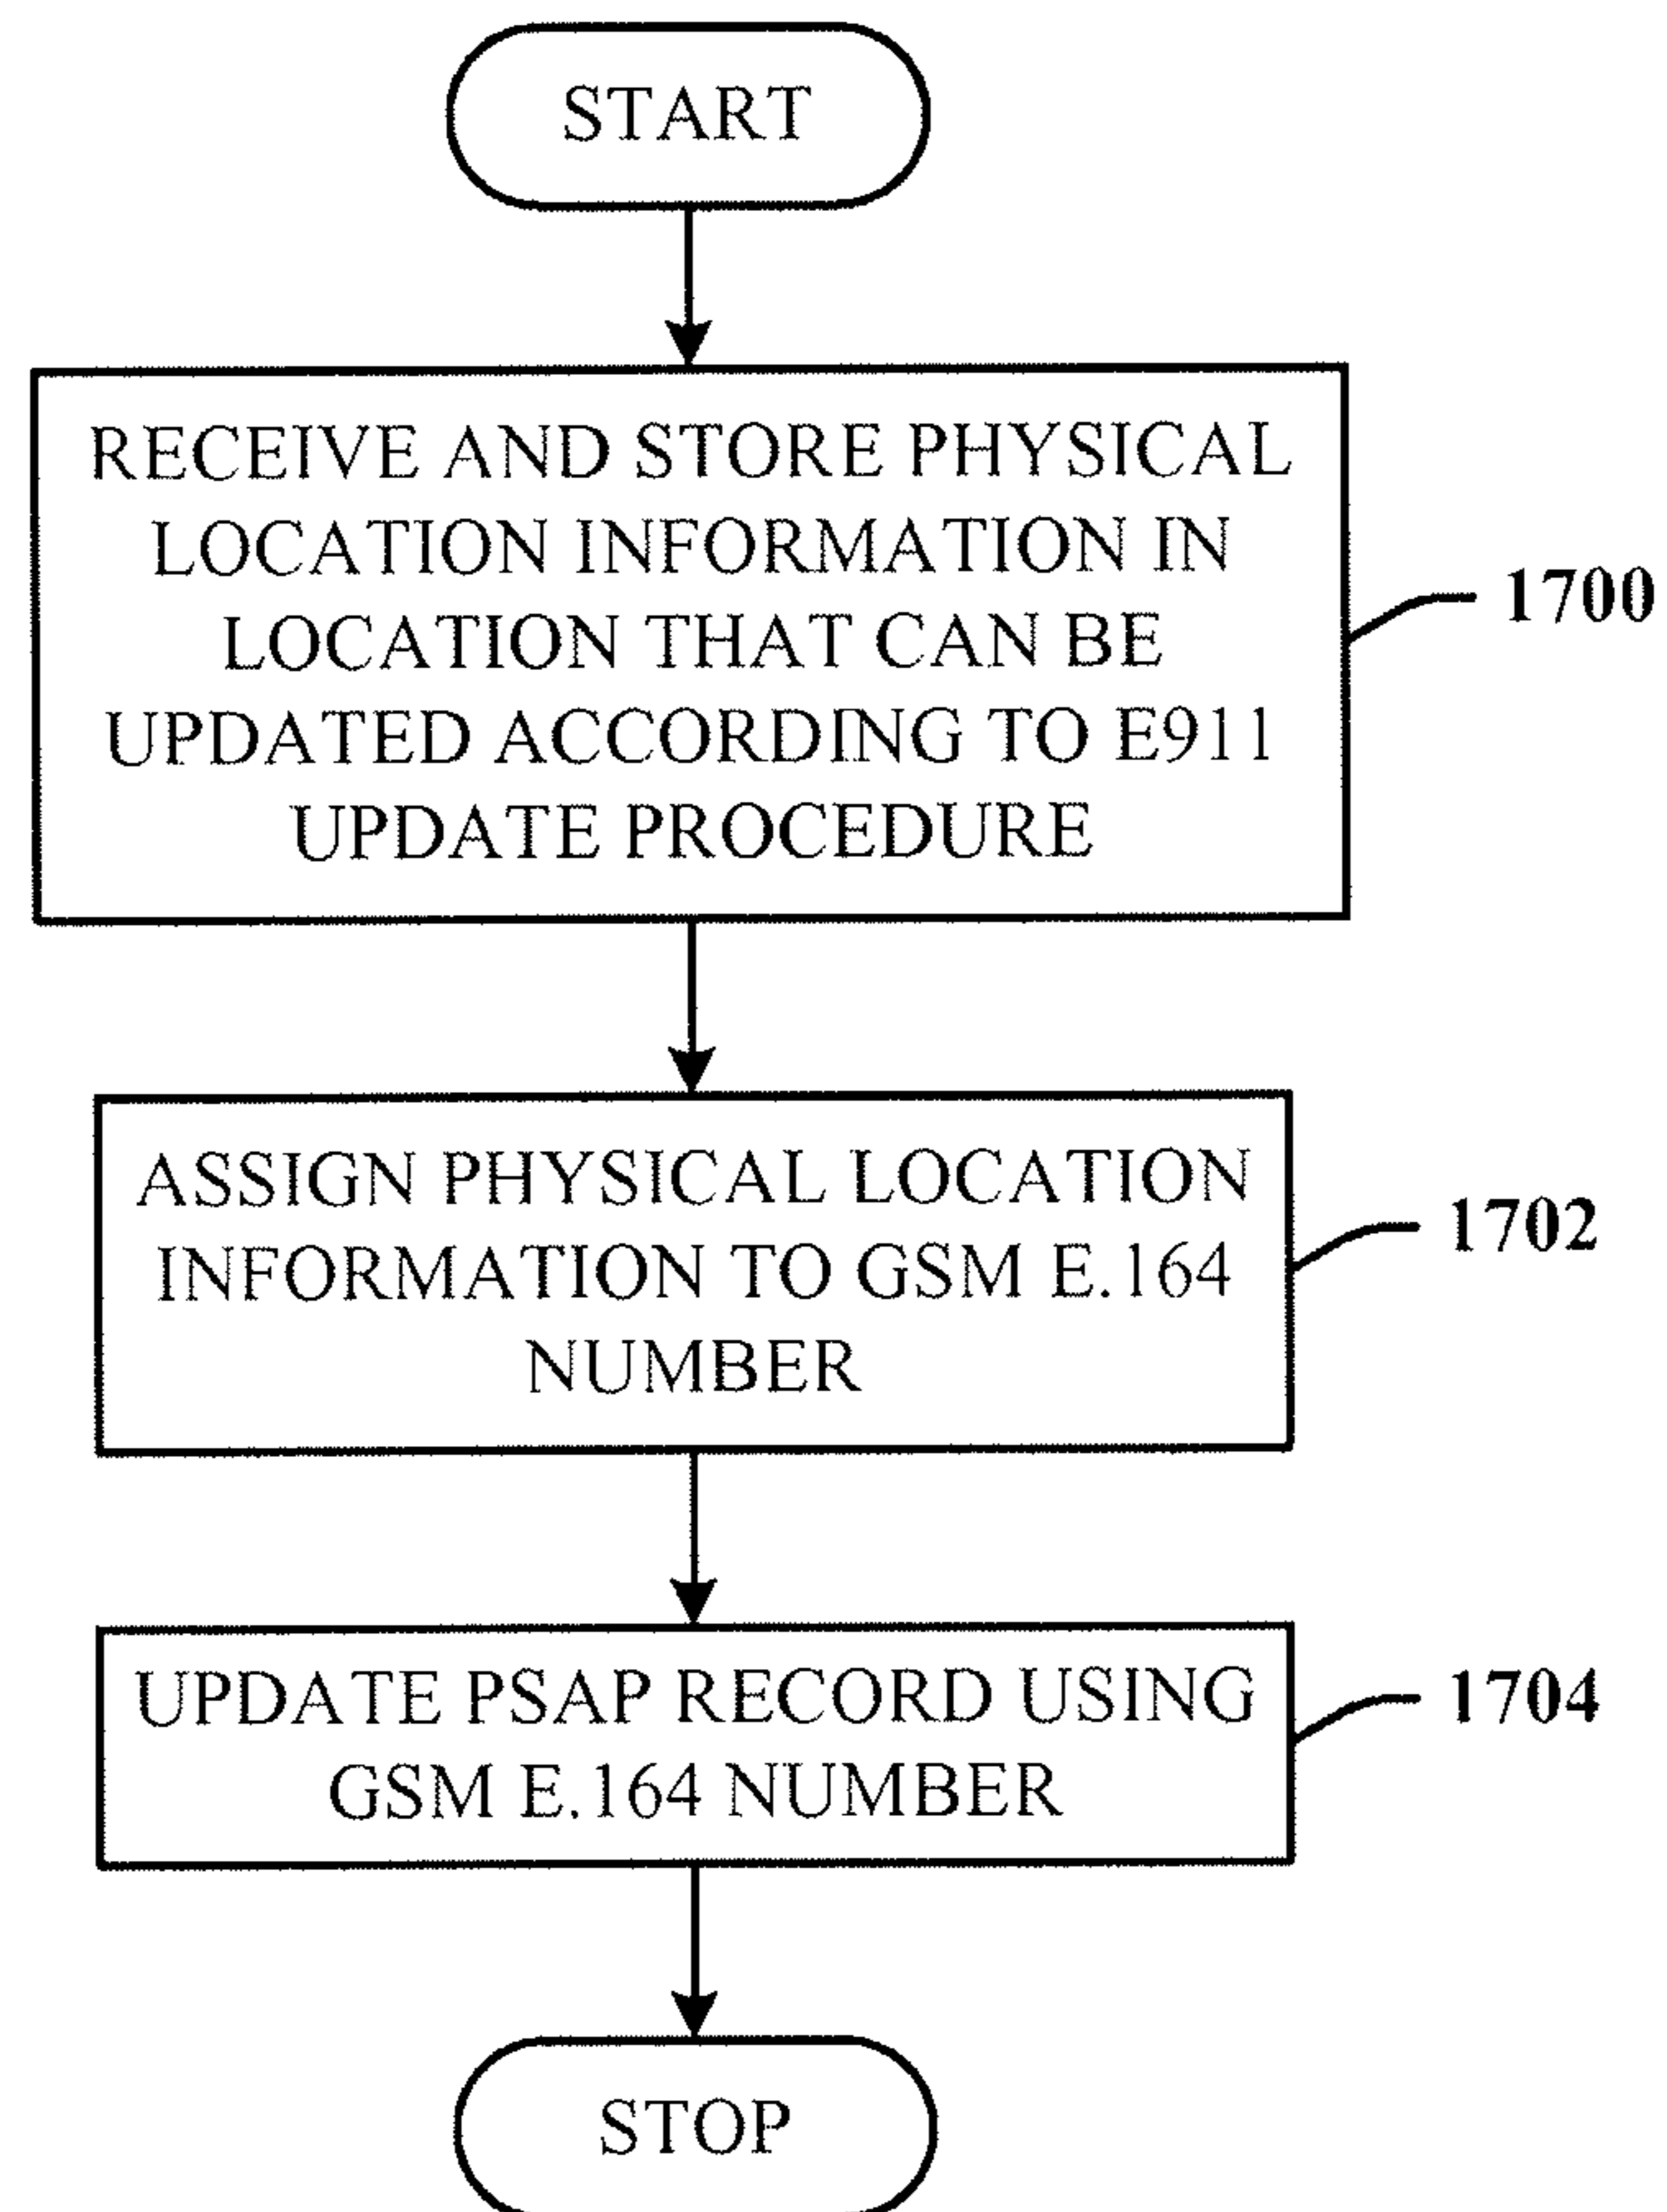 START
RECEIVE AND STORE PHYSICAL
LOCATION INFORMATION IN
LOCATION THAT CAN BE
UPDATED ACCORDING TO E911
UPDATE PROCEDURE
1700
ASSIGN PHYSICAL LOCATION
INFORMATION TO GSM E.164
NUMBER
1702
UPDATE PSAP RECORD USING
GSM E.164 NUMBER
1704
STOP